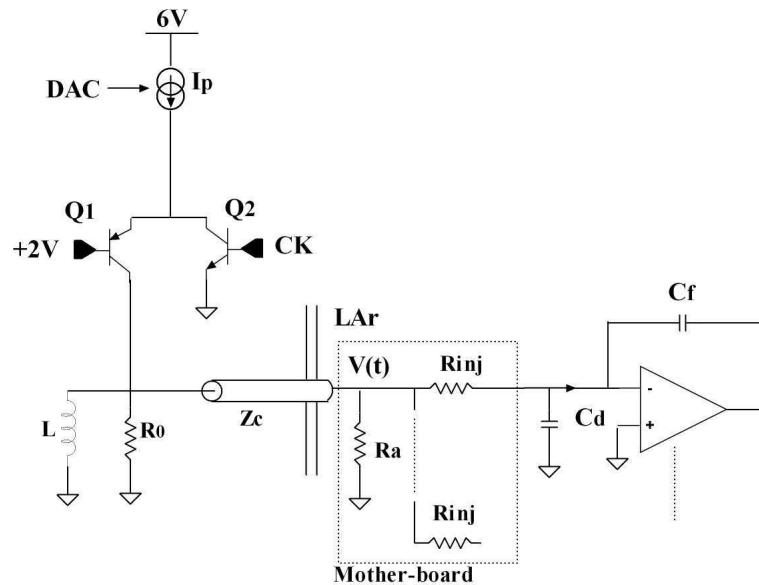 6V
DAC
Ip
Q1
Q2
+2V
CK
Cf
LAr
V(t)
Rinj
L
R0
Zc
Ra
Cd
-
+
Rinj
Mother-board